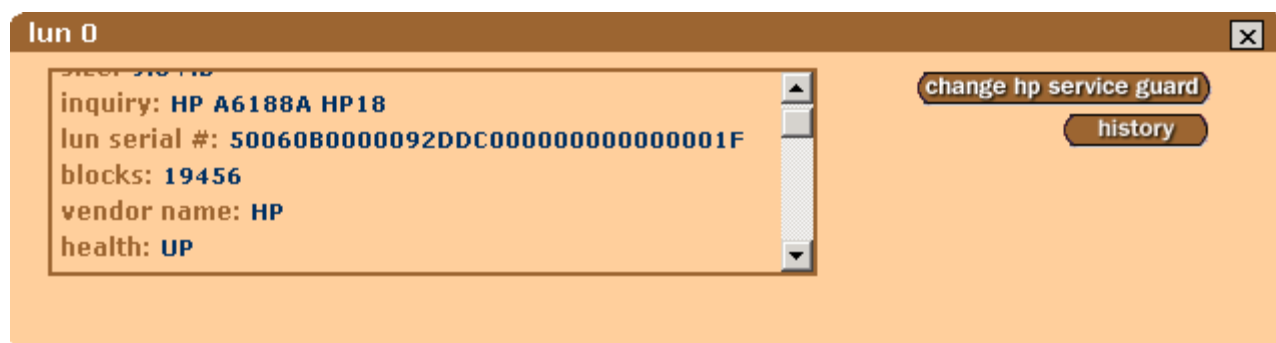 lun 0
inquiry: HP A6188A HP18
lun serial #: 50060B0000092DDC000000000000001F
blocks: 19456
vendor name: HP
health: UP
change hp service guard
history